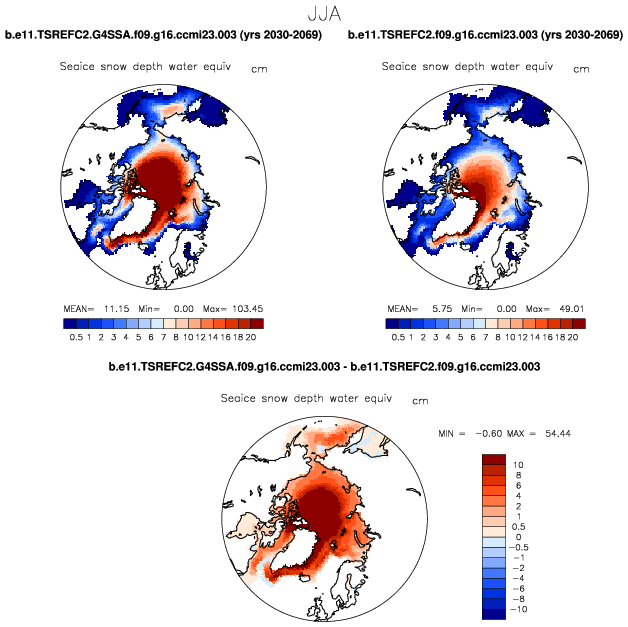 JJA
b.e11.TSREFC2.G4SSA.f09.g16.ccmi23.003 (yrs 2030-2069)
Seaice snow depth water equiv cm
MEAN= 11.15 Min= 0.00 Max= 103.45
0.5 1 2 3 4 5 6 7 8 10 12 14 16 18 20
b.e11.TSREFC2.f09.g16.ccmi23.003 (yrs 2030-2069)
Seaice snow depth water equiv cm
MEAN= 5.75 Min= 0.00 Max= 49.01
0.5 1 2 3 4 5 6 7 8 10 12 14 16 18 20
b.e11.TSREFC2.G4SSA.f09.g16.ccmi23.003 - b.e11.TSREFC2.f09.g16.ccmi23.003
Seaice snow depth water equiv cm
MIN = -0.60 MAX = 54.44
10
8
6
4
2
1
0.5
0
-0.5
-1
-2
-4
-6
-8
-10